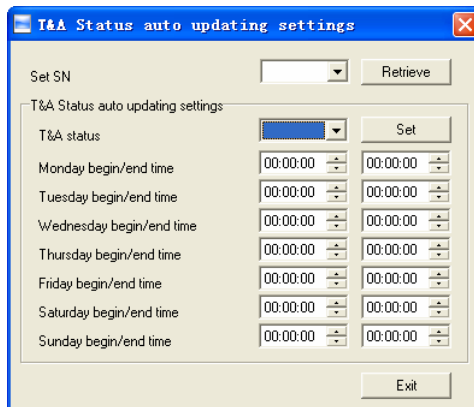 T&A Status auto updating settings
Set SN
Retrieve
T&A Status auto updating settings
T&A status
Set
Monday begin/end time 00:00:00 00:00:00
Tuesday begin/end time 00:00:00 00:00:00
Wednesday begin/end time 00:00:00 00:00:00
Thursday begin/end time 00:00:00 00:00:00
Friday begin/end time 00:00:00 00:00:00
Saturday begin/end time 00:00:00 00:00:00
Sunday begin/end time 00:00:00 00:00:00
Exit